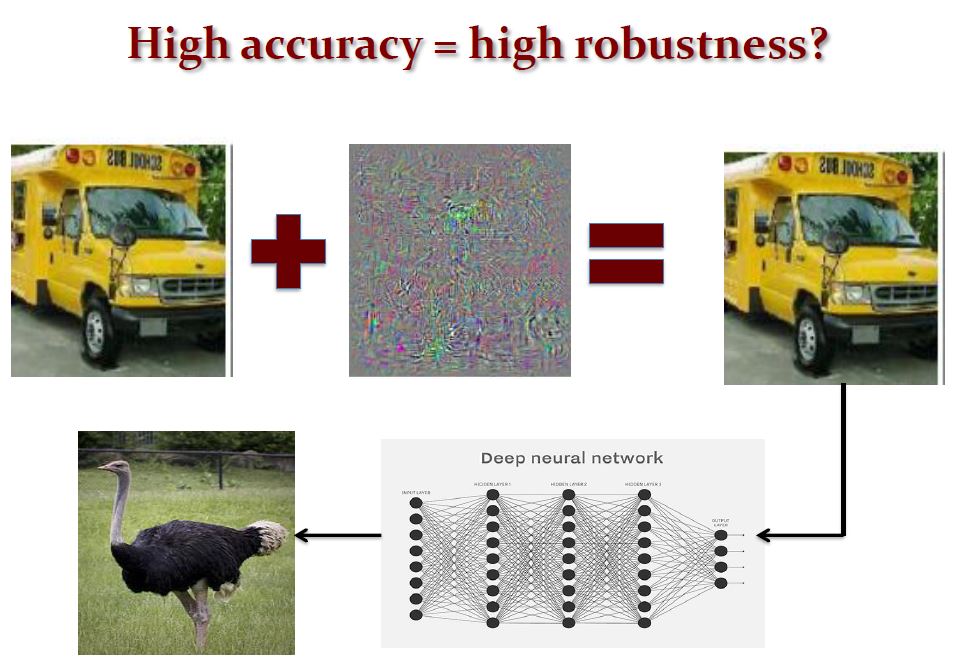 High accuracy = high robustness?
SCHOOL BUS
SCHOOL BUS
Deep neural network
INPUT LAYER
HIDDEN LAYER 1
HIDDEN LAYER 2
HIDDEN LAYER 3
OUTPUT
LAYER